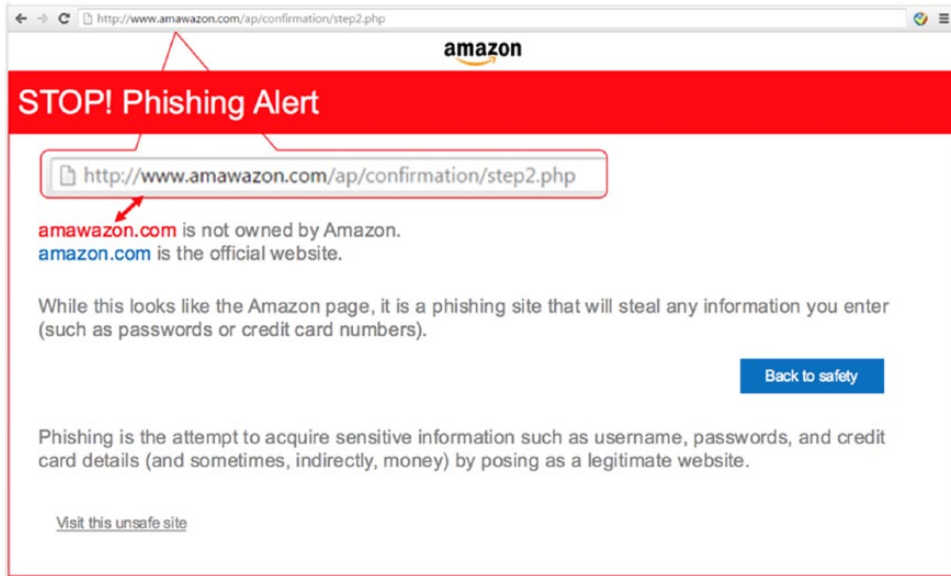 http://www.amawazon.com/ap/confirmation/step2.php
amazon
STOP! Phishing Alert
http://www.amawazon.com/ap/confirmation/step2.php
amawazon.com is not owned by Amazon.
amazon.com is the official website.
While this looks like the Amazon page, it is a phishing site that will steal any information you enter
(such as passwords or credit card numbers).
Back to safety
Phishing is the attempt to acquire sensitive information such as username, passwords, and credit
card details (and sometimes, indirectly, money) by posing as a legitimate website.
Visit this unsafe site